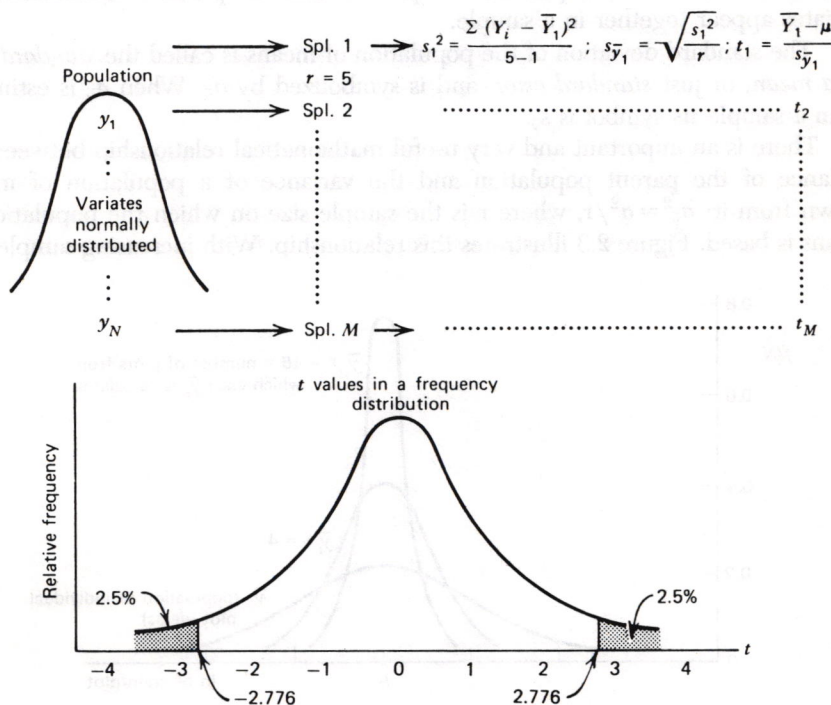 Spl. 1 s₁² = Σ (Yᵢ − Ȳ₁)² / 5−1 ; s_ȳ₁ = √(s₁²/r) ; t₁ = (Ȳ₁ − μ) / s_ȳ₁
Population
r = 5
Spl. 2 t₂
y₁
Variates
normally
distributed
y_N Spl. M t_M
t values in a frequency
distribution
Relative frequency
2.5% 2.5%
−4 −3 −2 −1 0 1 2 3 4 t
−2.776 2.776